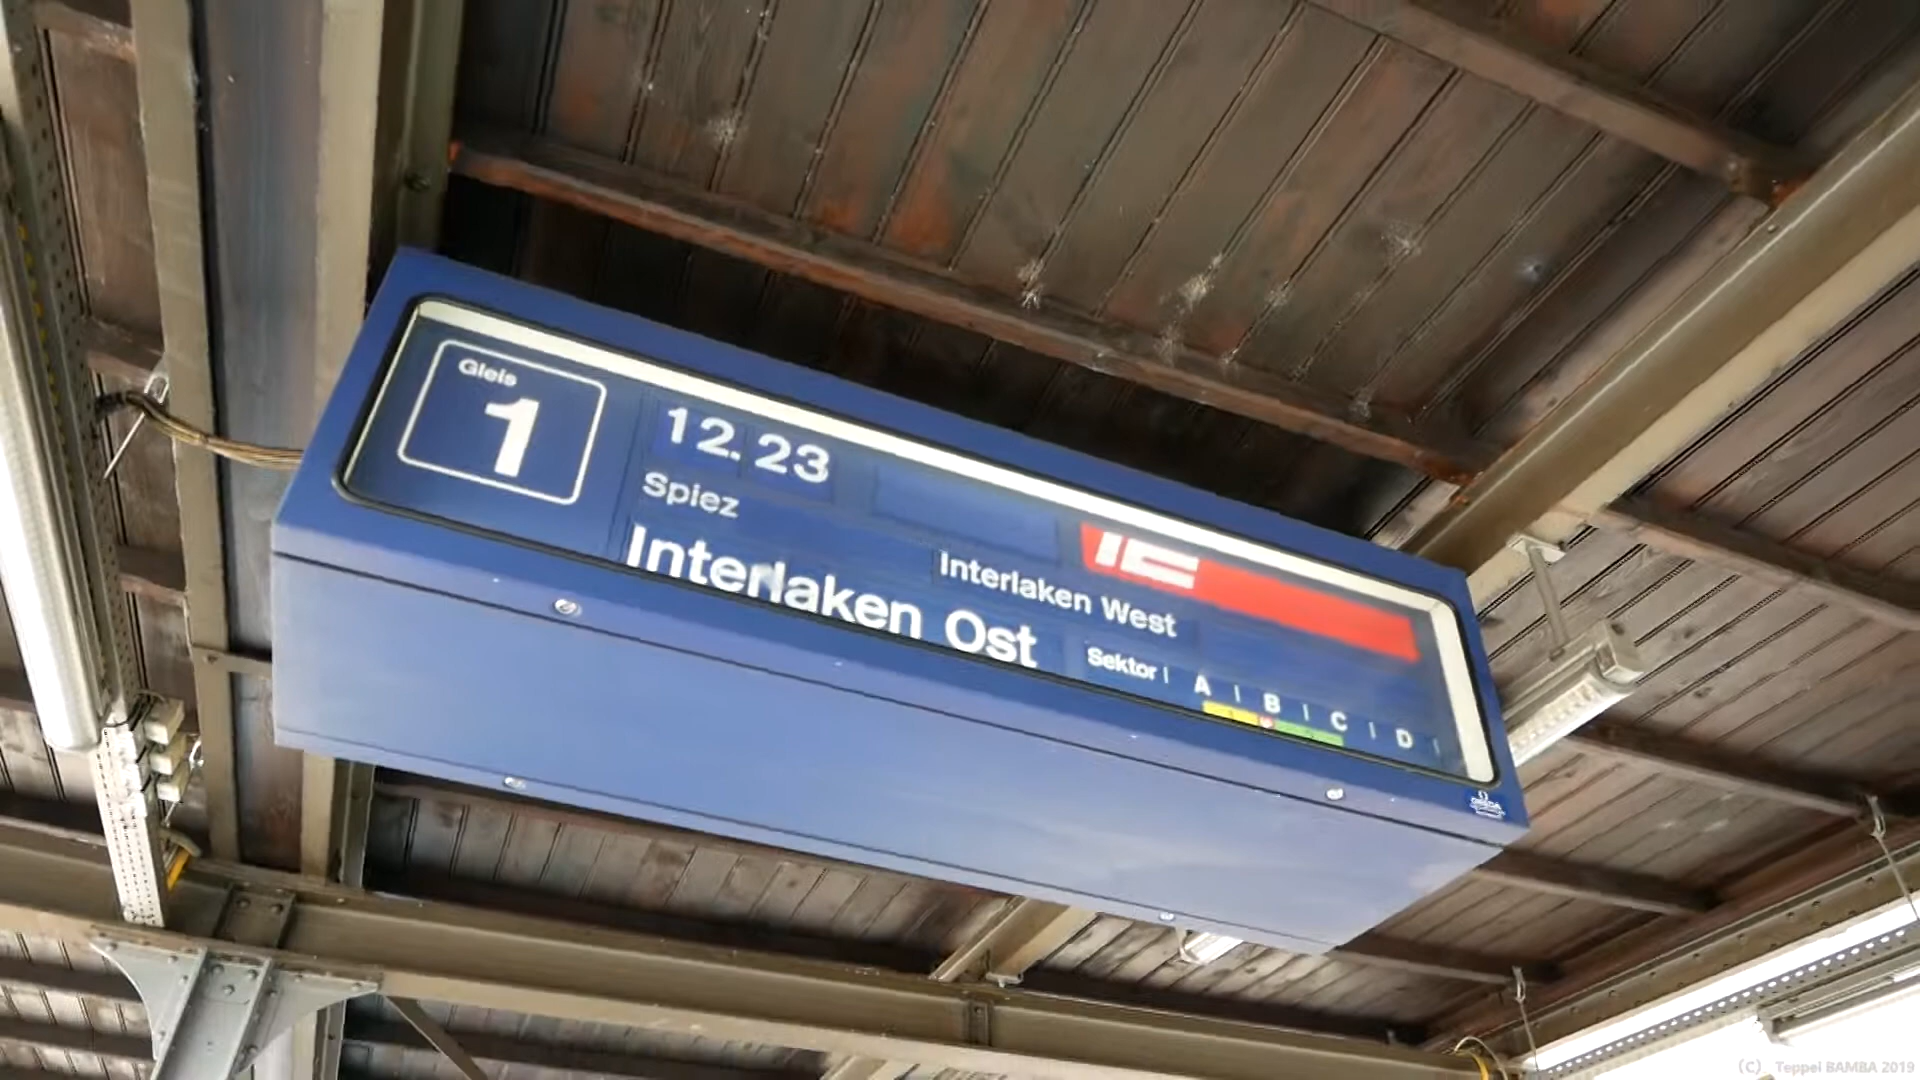 Gleis
1
12.23
Spiez
Interlaken West
IC
Interlaken Ost
Sektor | A | B | C | D |
(C) Teppei BAMBA 2019